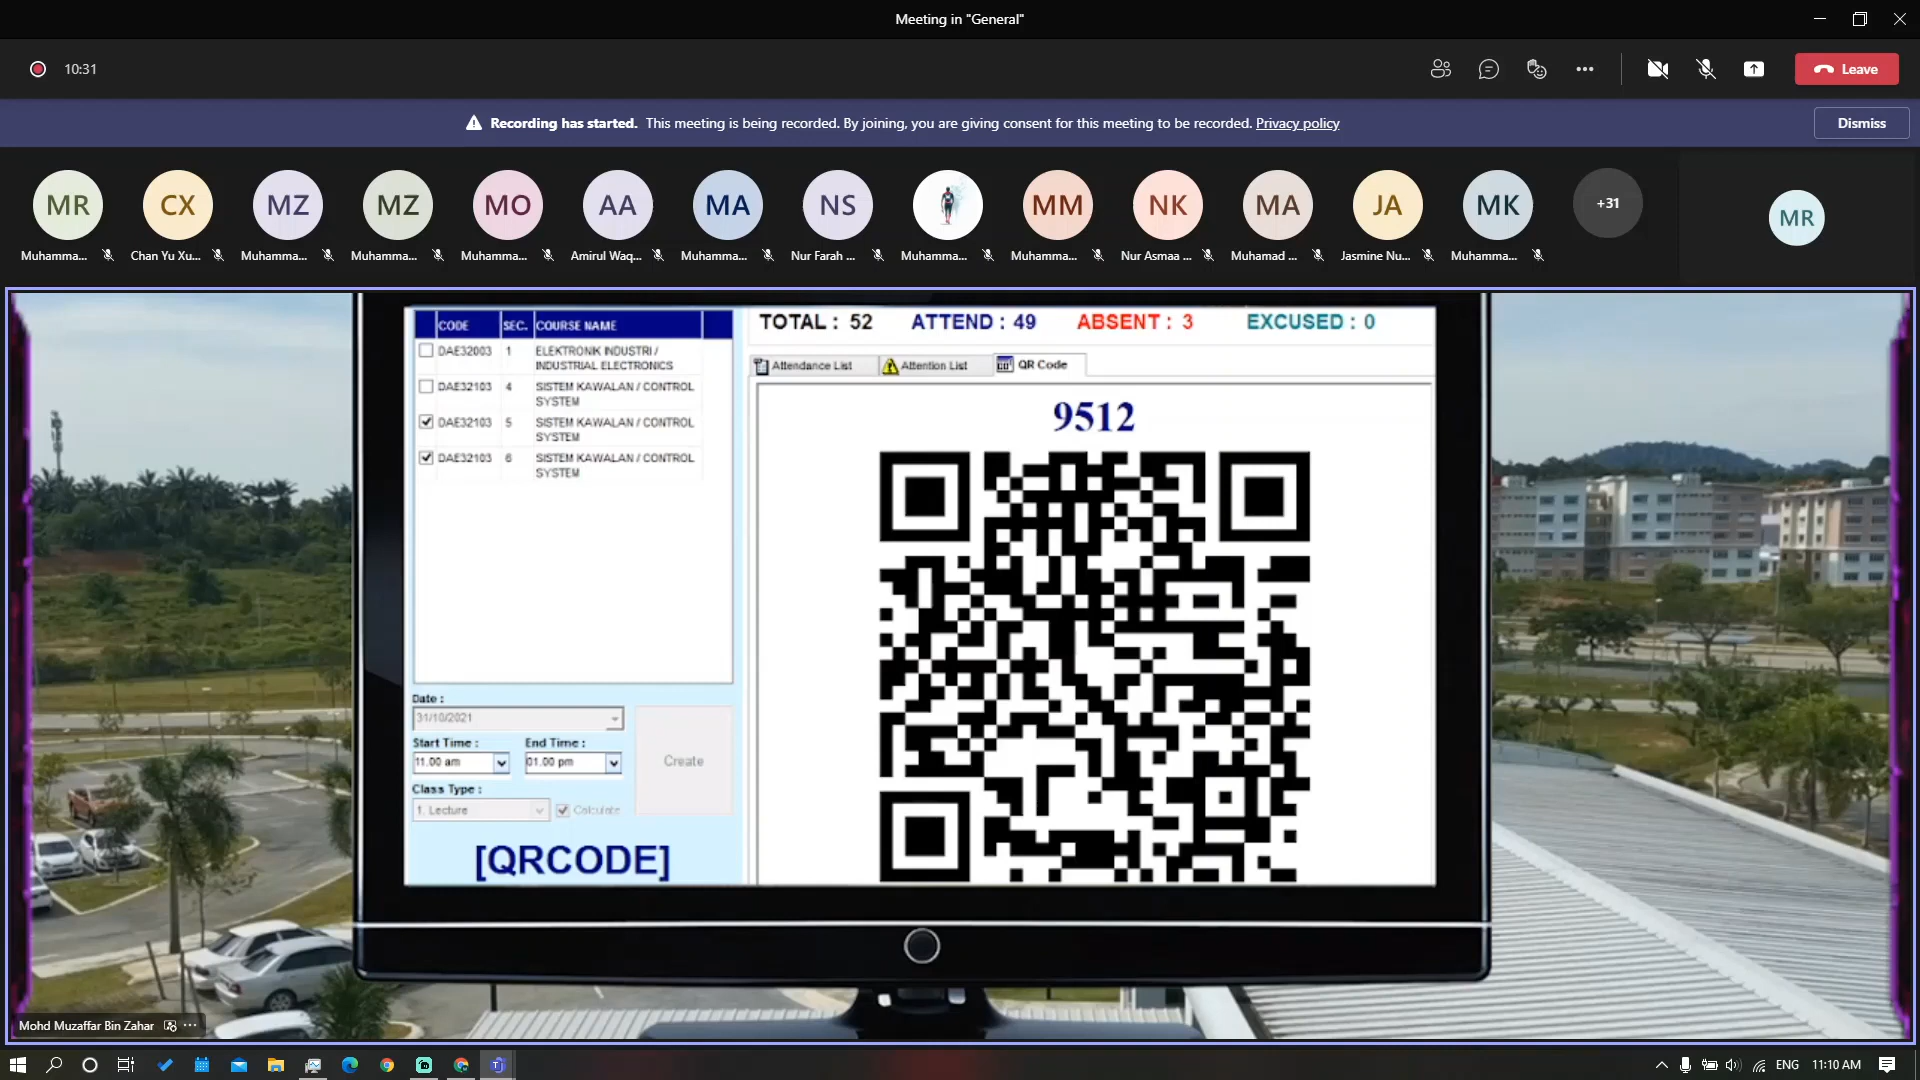 Meeting in "General"
10:31
Leave
Recording has started. This meeting is being recorded. By joining, you are giving consent for this meeting to be recorded. Privacy policy
Dismiss
MR CX MZ MZ MO AA MA NS MM NK MA JA MK +31 MR
Muhamma... Chan Yu Xu... Muhamma... Muhamma... Muhamma... Amirul Waq... Muhamma... Nur Farah ... Muhamma... Muhamma... Nur Asmaa ... Muhamad ... Jasmine Nu... Muhamma...
CODE SEC. COURSE NAME
DAE32003 1 ELEKTRONIK INDUSTRI /
INDUSTRIAL ELECTRONICS
DAE32103 4 SISTEM KAWALAN / CONTROL
SYSTEM
DAE32103 5 SISTEM KAWALAN / CONTROL
SYSTEM
DAE32103 6 SISTEM KAWALAN / CONTROL
SYSTEM
Date :
31/10/2021
Start Time : End Time :
11.00 am 01.00 pm
Create
Class Type :
1. Lecture Calculate
[QRCODE]
TOTAL : 52 ATTEND : 49 ABSENT : 3 EXCUSED : 0
Attendance List Attention List QR Code
9512
Mohd Muzaffar Bin Zahar
ENG 11:10 AM